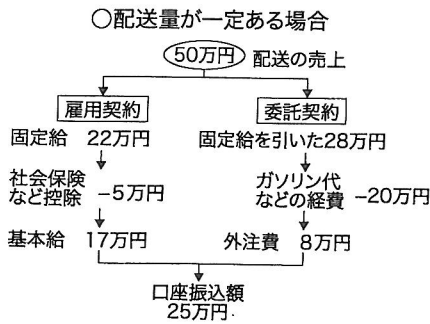 ○配送量が一定ある場合
50万円 配送の売上
雇用契約 委託契約
固定給 22万円 固定給を引いた28万円
社会保険
など控除 −5万円
ガソリン代
などの経費 −20万円
基本給 17万円 外注費 8万円
口座振込額
25万円